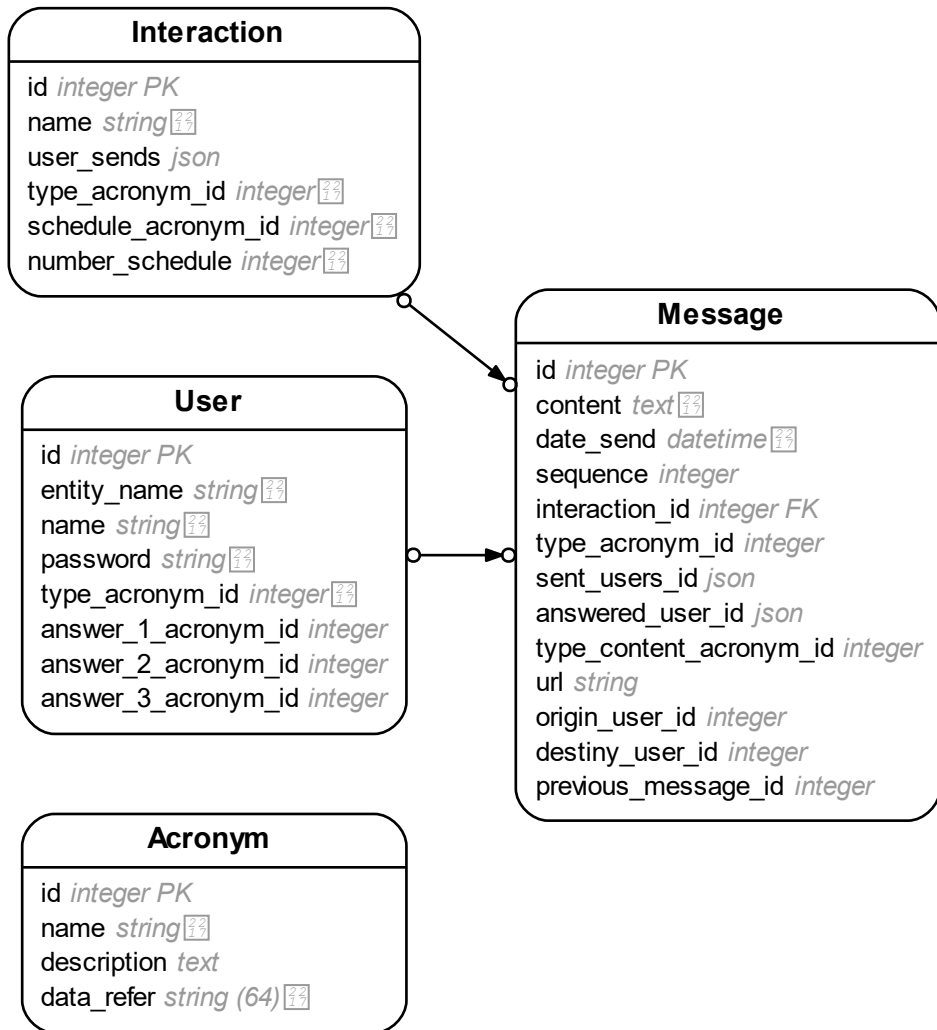 Interaction
id integer PK
name string
user_sends json
type_acronym_id integer
schedule_acronym_id integer
number_schedule integer
User
id integer PK
entity_name string
name string
password string
type_acronym_id integer
answer_1_acronym_id integer
answer_2_acronym_id integer
answer_3_acronym_id integer
Acronym
id integer PK
name string
description text
data_refer string (64)
Message
id integer PK
content text
date_send datetime
sequence integer
interaction_id integer FK
type_acronym_id integer
sent_users_id json
answered_user_id json
type_content_acronym_id integer
url string
origin_user_id integer
destiny_user_id integer
previous_message_id integer